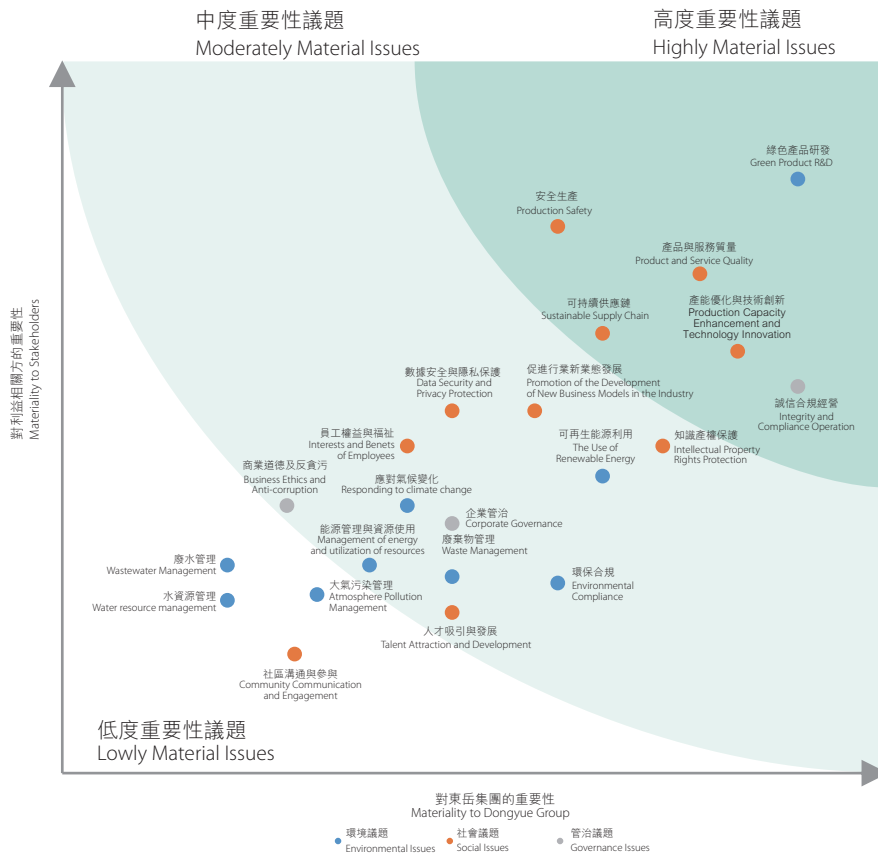 中度重要性議題
Moderately Material Issues
高度重要性議題
Highly Material Issues
綠色產品研發
Green Product R&D
安全生產
Production Safety
產品與服務質量
Product and Service Quality
可持續供應鏈
Sustainable Supply Chain
產能優化與技術創新
Production Capacity
Enhancement and
Technology Innovation
數據安全與隱私保護
Data Security and
Privacy Protection
促進行業新業態發展
Promotion of the Development
of New Business Models in the Industry
誠信合規經營
Integrity and
Compliance Operation
員工權益與福祉
Interests and Benets
of Employees
可再生能源利用
The Use of
Renewable Energy
知識產權保護
Intellectual Property
Rights Protection
商業道德及反貪污
Business Ethics and
Anti-corruption
應對氣候變化
Responding to climate change
企業管治
Corporate Governance
能源管理與資源使用
Management of energy
and utilization of resources
廢棄物管理
Waste Management
廢水管理
Wastewater Management
水資源管理
Water resource management
大氣污染管理
Atmosphere Pollution
Management
環保合規
Environmental
Compliance
人才吸引與發展
Talent Attraction and Development
社區溝通與參與
Community Communication
and Engagement
低度重要性議題
Lowly Material Issues
對利益相關方的重要性
Materiality to Stakeholders
對東岳集團的重要性
Materiality to Dongyue Group
環境議題
Environmental Issues
社會議題
Social Issues
管治議題
Governance Issues